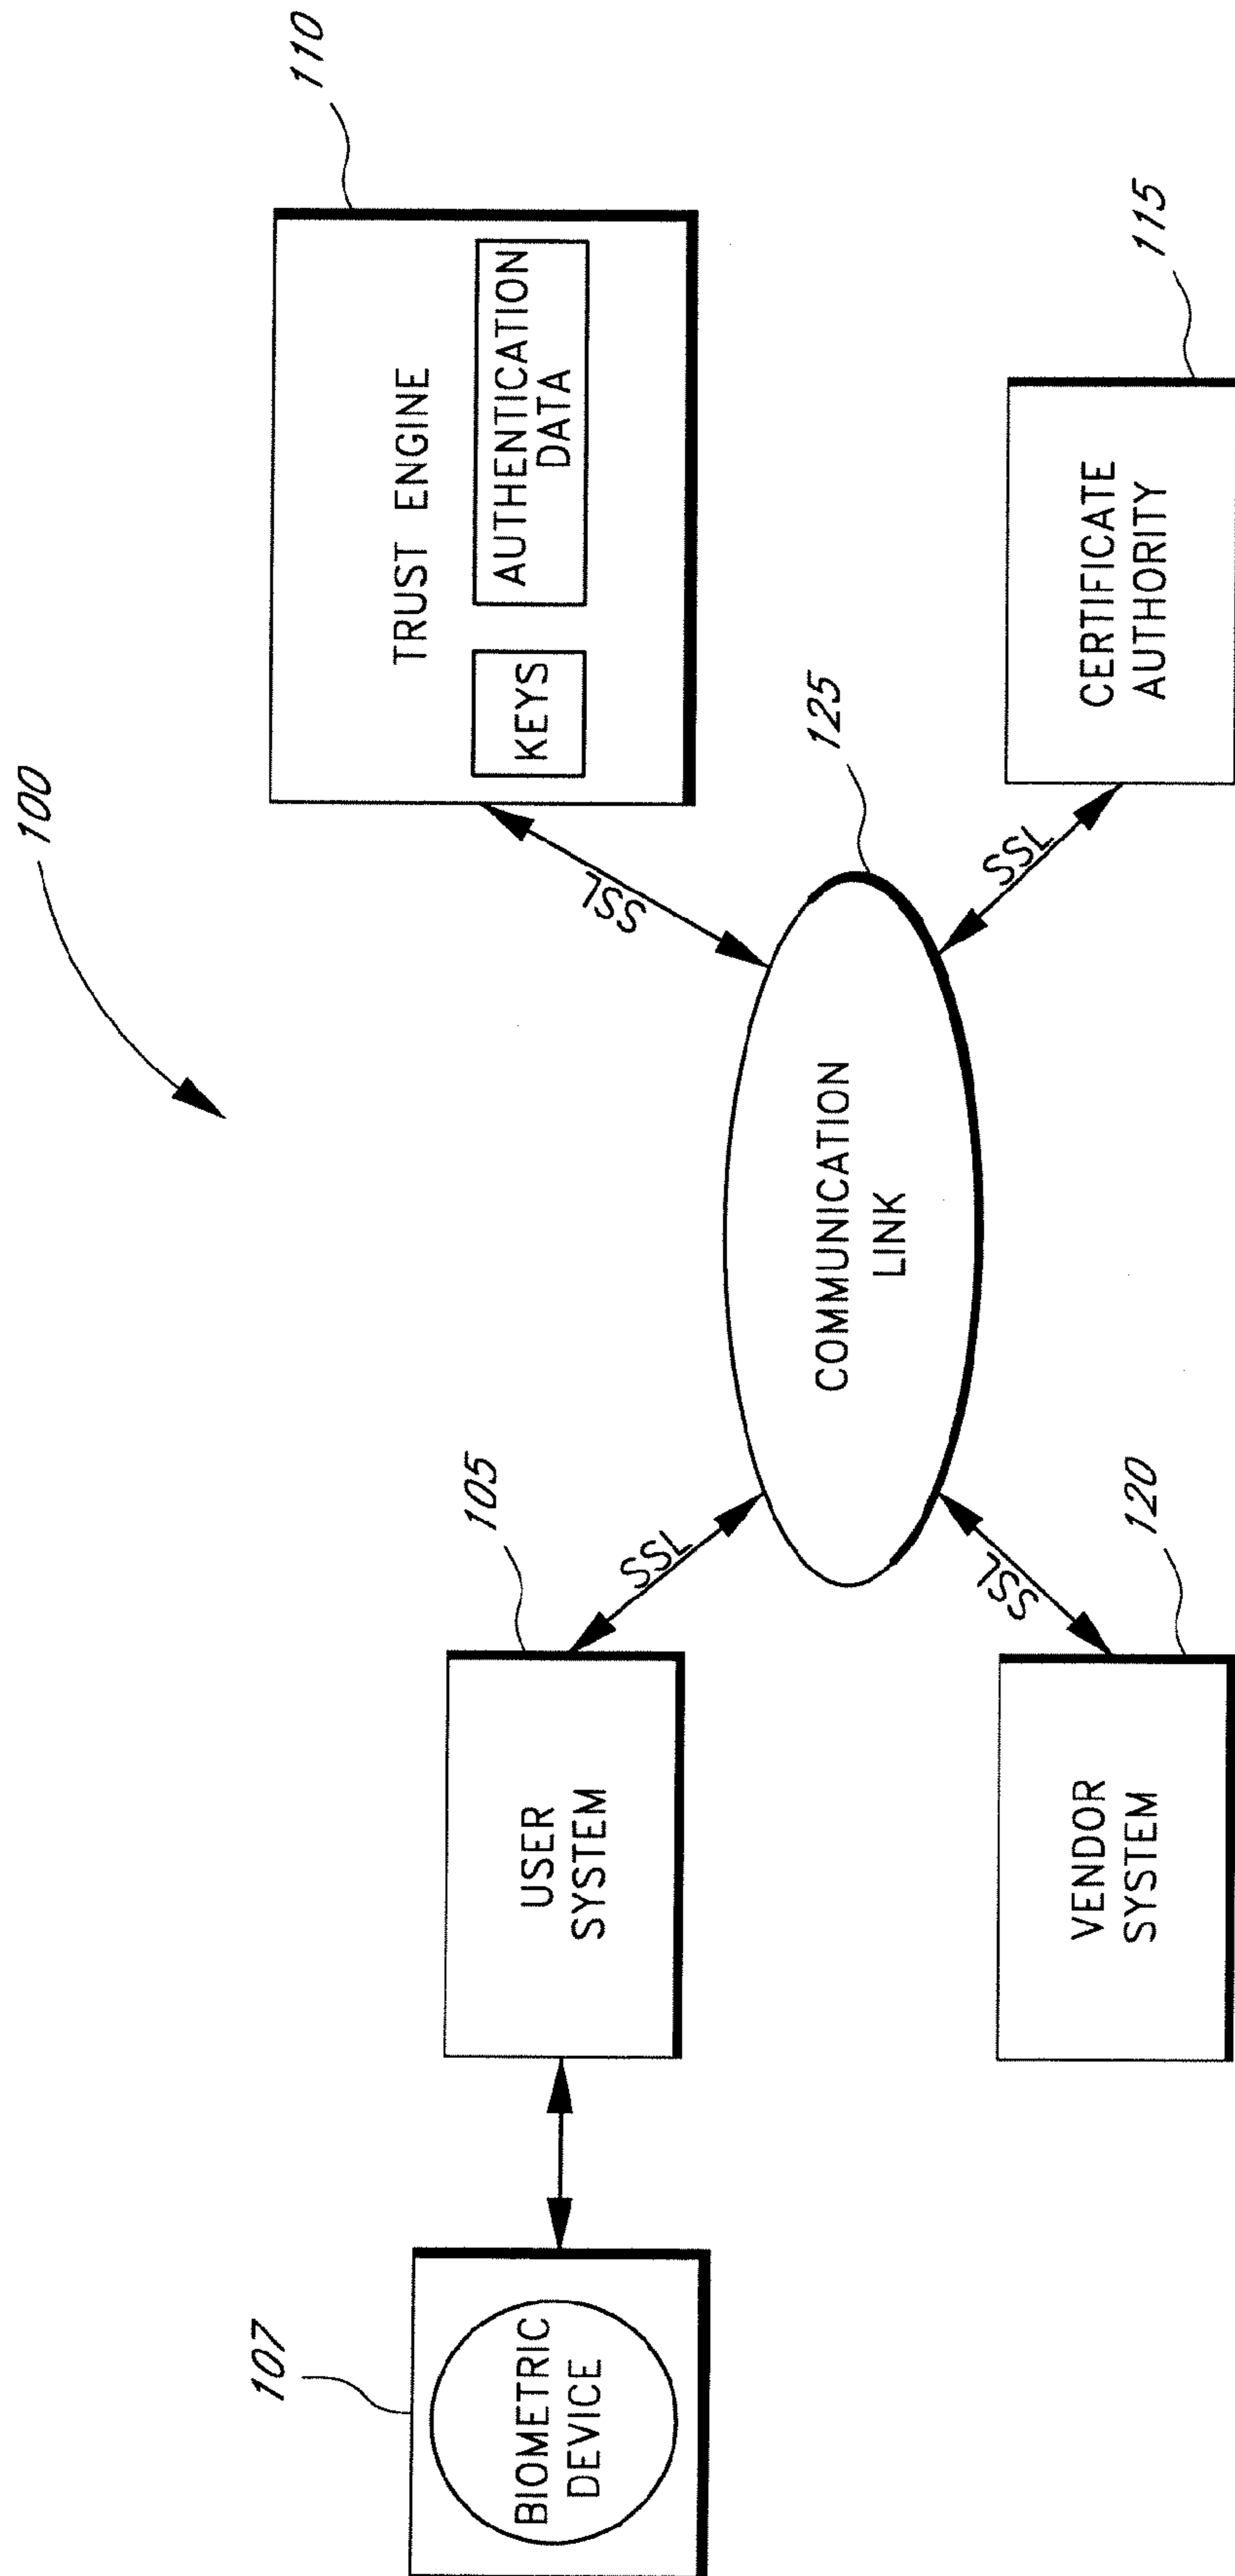 100
110
TRUST ENGINE
KEYS
AUTHENTICATION
DATA
107
BIOMETRIC
DEVICE
105
USER
SYSTEM
SSL
SSL
125
COMMUNICATION
LINK
SSL
SSL
120
VENDOR
SYSTEM
115
CERTIFICATE
AUTHORITY